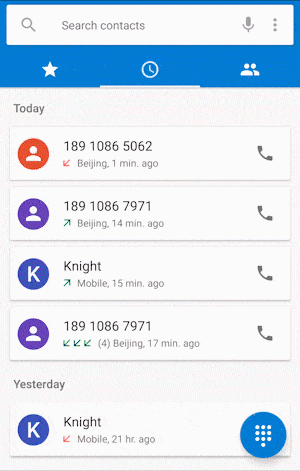 Search contacts
Today
189 1086 5062
Beijing, 1 min. ago
189 1086 7971
Beijing, 14 min. ago
Knight
K
Mobile, 15 min. ago
189 1086 7971
(4) Beijing, 17 min. ago
Yesterday
Knight
K
Mobile, 21 hr. ago